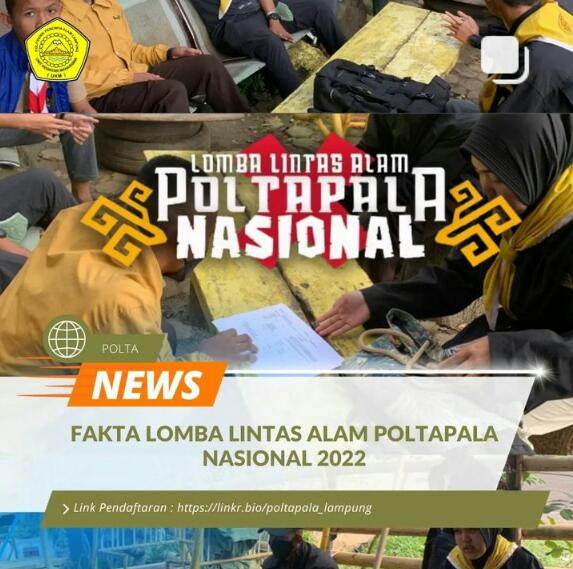 ( UKM )
LOMBA LINTAS ALAM
POLTAPALA
NASIONAL
POLTA
NEWS
FAKTA LOMBA LINTAS ALAM POLTAPALA
NASIONAL 2022
Link Pendaftaran : https://linkr.bio/poltapala_lampung